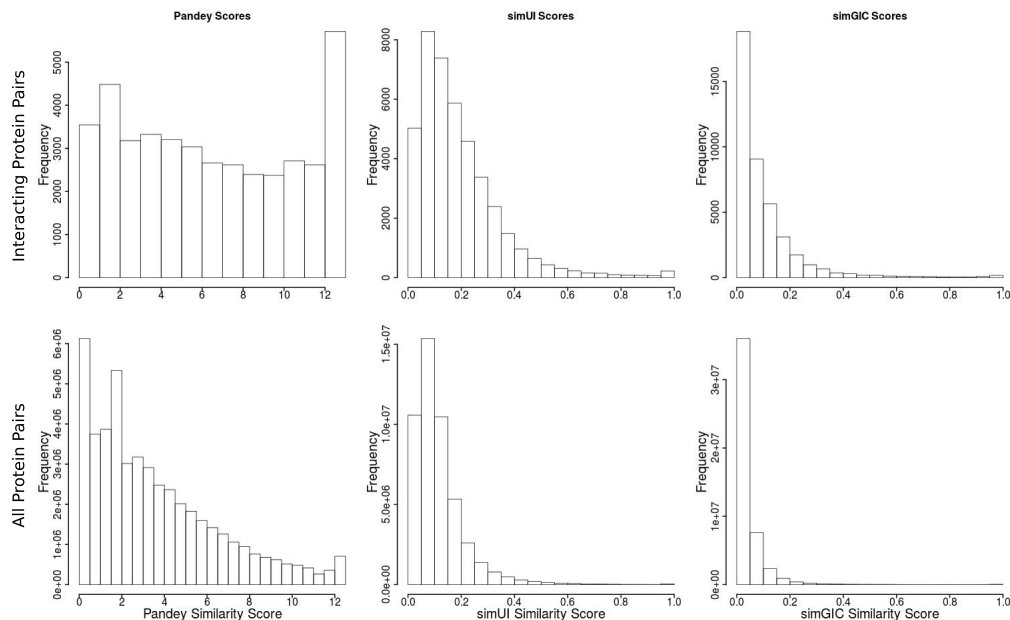 Pandey Scores
simUI Scores
simGIC Scores
Interacting Protein Pairs
Frequency
0
1000
2000
3000
4000
5000
0 2 4 6 8 10 12
Frequency
0
2000
4000
6000
8000
0.0 0.2 0.4 0.6 0.8 1.0
Frequency
0
5000
10000
15000
0.0 0.2 0.4 0.6 0.8 1.0
All Protein Pairs
Frequency
0e+00
1e+06
2e+06
3e+06
4e+06
5e+06
6e+06
0 2 4 6 8 10 12
Pandey Similarity Score
Frequency
0.0e+00
5.0e+06
1.0e+07
1.5e+07
0.0 0.2 0.4 0.6 0.8 1.0
simUI Similarity Score
Frequency
0e+00
1e+07
2e+07
3e+07
0.0 0.2 0.4 0.6 0.8 1.0
simGIC Similarity Score